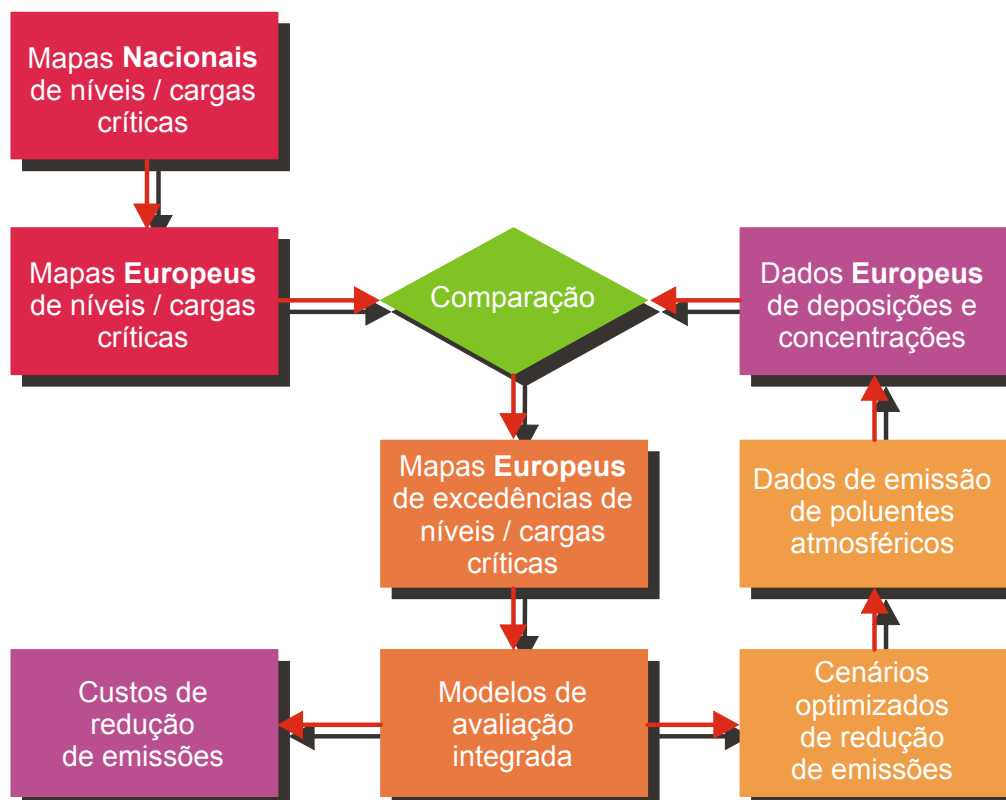 Mapas Nacionais
de níveis / cargas
críticas
Mapas Europeus
de níveis / cargas
críticas
Comparação
Dados Europeus
de deposições e
concentrações
Mapas Europeus
de excedências de
níveis / cargas
críticas
Dados de emissão
de poluentes
atmosféricos
Custos de
redução
de emissões
Modelos de
avaliação
integrada
Cenários
optimizados
de redução
de emissões